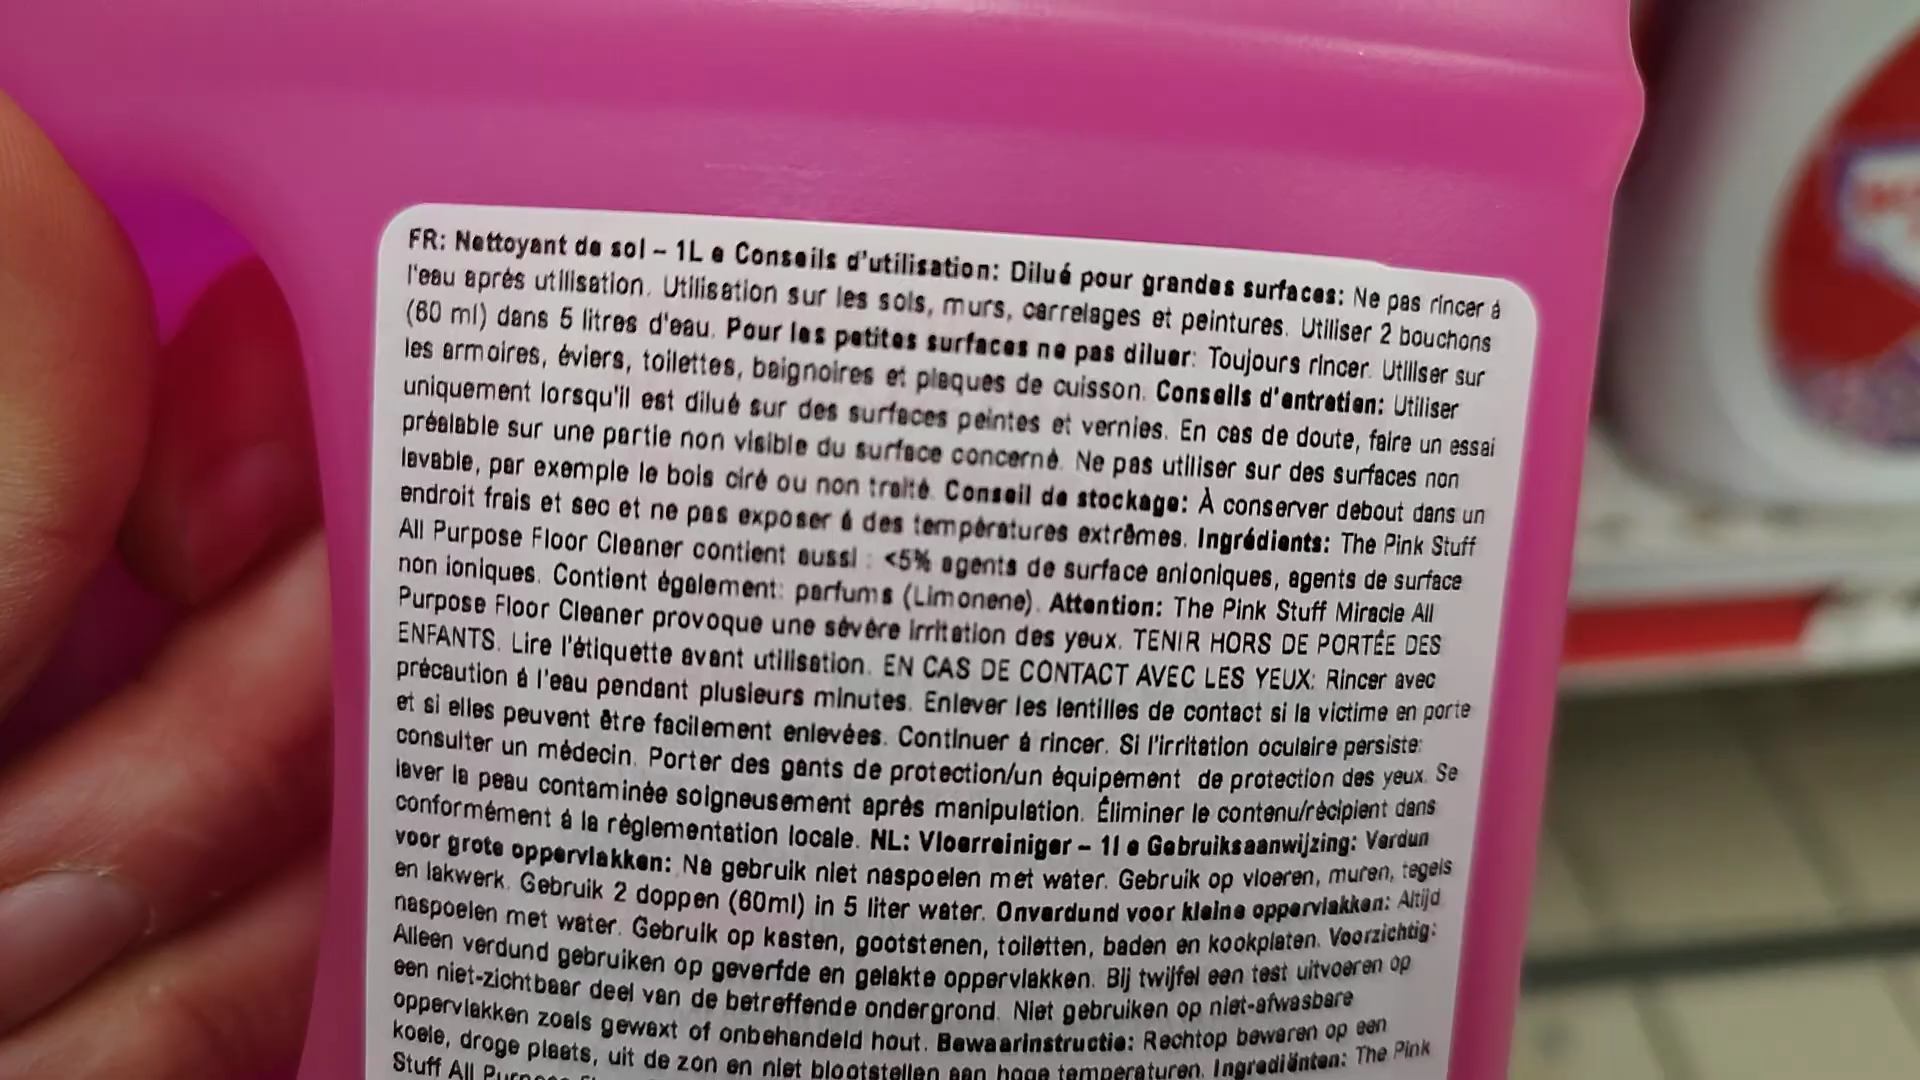 FR: Nettoyant de sol – 1L e Conseils d'utilisation: Dilué pour grandes surfaces: Ne pas rincer à
l'eau après utilisation. Utilisation sur les sols, murs, carrelages et peintures. Utiliser 2 bouchons
(60 ml) dans 5 litres d'eau. Pour les petites surfaces ne pas diluer: Toujours rincer. Utiliser sur
les armoires, éviers, toilettes, baignoires et plaques de cuisson. Conseils d'entretien: Utiliser
uniquement lorsqu'il est dilué sur des surfaces peintes et vernies. En cas de doute, faire un essai
préalable sur une partie non visible du surface concerné. Ne pas utiliser sur des surfaces non
lavable, par exemple le bois ciré ou non traité. Conseil de stockage: À conserver debout dans un
endroit frais et sec et ne pas exposer à des températures extrêmes. Ingrédients: The Pink Stuff
All Purpose Floor Cleaner contient aussi : <5% agents de surface anioniques, agents de surface
non ioniques. Contient également: parfums (Limonene). Attention: The Pink Stuff Miracle All
Purpose Floor Cleaner provoque une sévère irritation des yeux. TENIR HORS DE PORTÉE DES
ENFANTS. Lire l'étiquette avant utilisation. EN CAS DE CONTACT AVEC LES YEUX: Rincer avec
précaution à l'eau pendant plusieurs minutes. Enlever les lentilles de contact si la victime en porte
et si elles peuvent être facilement enlevées. Continuer à rincer. Si l'irritation oculaire persiste:
consulter un médecin. Porter des gants de protection/un équipement de protection des yeux. Se
laver la peau contaminée soigneusement après manipulation. Éliminer le contenu/récipient dans
conformément à la règlementation locale. NL: Vloerreiniger – 1l e Gebruiksaanwijzing: Verdun
voor grote oppervlakken: Na gebruik niet naspoelen met water. Gebruik op vloeren, muren, tegels
en lakwerk. Gebruik 2 doppen (60ml) in 5 liter water. Onverdund voor kleine oppervlakken: Altijd
naspoelen met water. Gebruik op kasten, gootstenen, toiletten, baden en kookplaten. Voorzichtig:
Alleen verdund gebruiken op geverfde en gelakte oppervlakken. Bij twijfel een test uitvoeren op
een niet-zichtbaar deel van de betreffende ondergrond. Niet gebruiken op niet-afwasbare
oppervlakken zoals gewaxt of onbehandeld hout. Bewaarinstructie: Rechtop bewaren op een
koele, droge plaats, uit de zon en niet blootstellen aan hoge temperaturen. Ingrediënten: The Pink
Stuff All